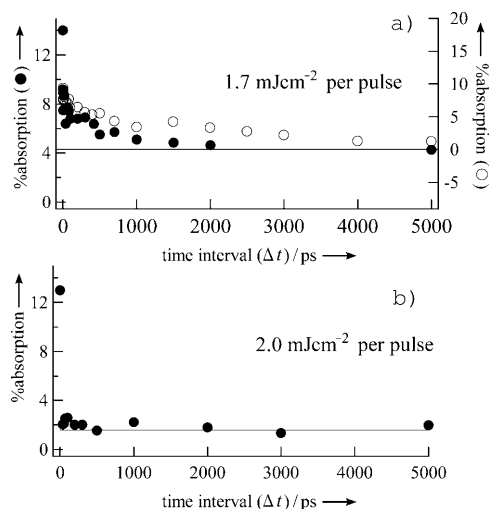 a)
1.7 mJcm⁻² per pulse
%absorption (●) →
12
8
4
0
20
15
10
5
0
-5
%absorption (○) →
0 1000 2000 3000 4000 5000
time interval (Δt) / ps →
b)
2.0 mJcm⁻² per pulse
%absorption →
12
8
4
0
0 1000 2000 3000 4000 5000
time interval (Δt) / ps →